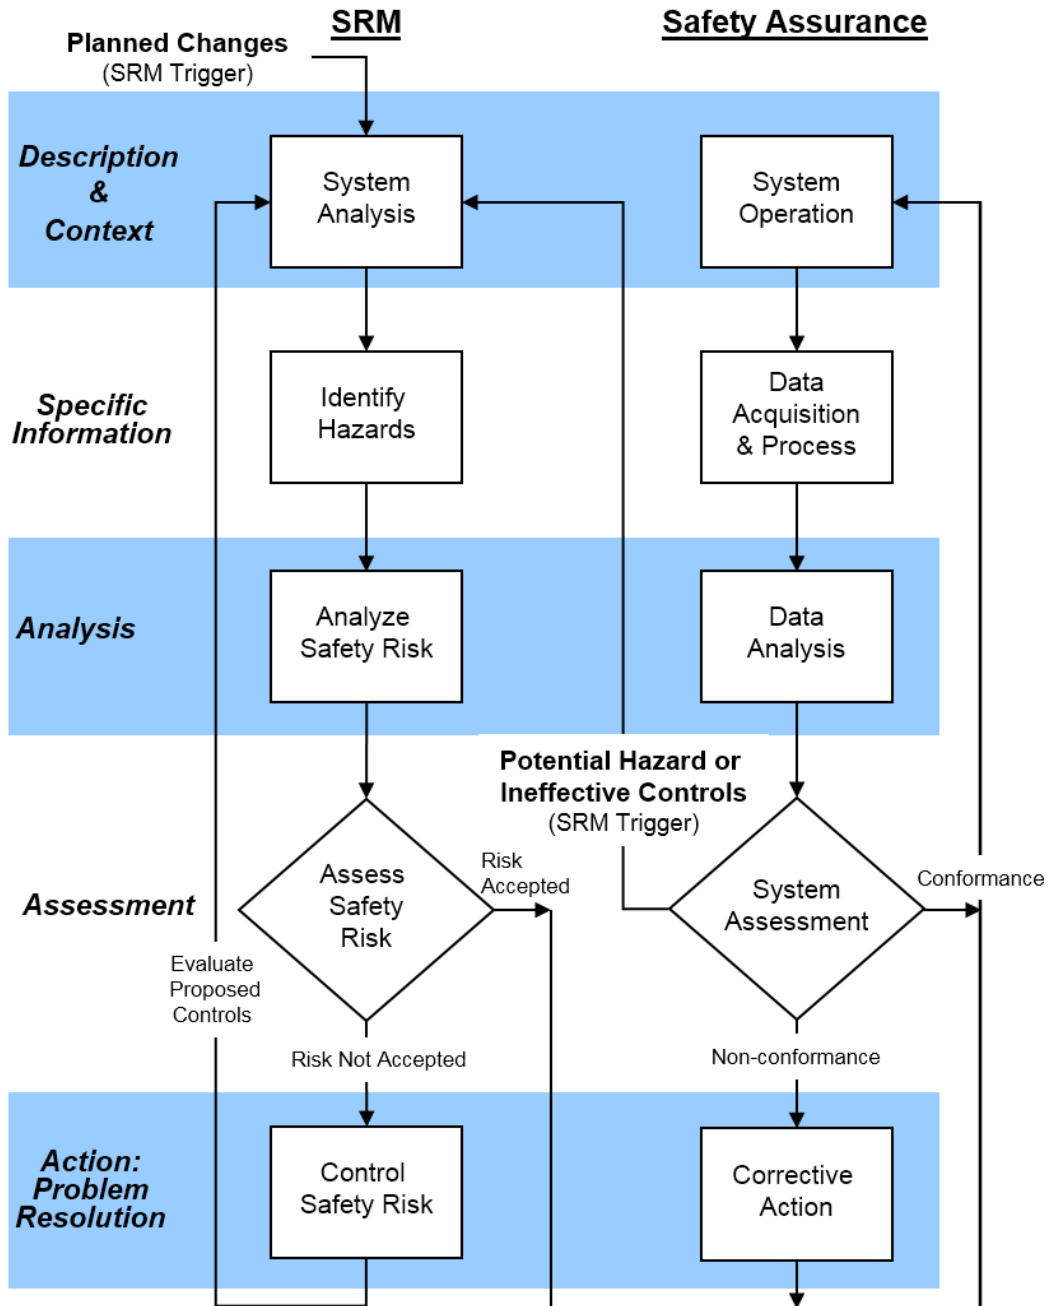 SRM
Safety Assurance
Planned Changes
(SRM Trigger)
Description
&
Context
System
Analysis
System
Operation
Specific
Information
Identify
Hazards
Data
Acquisition
& Process
Analysis
Analyze
Safety Risk
Data
Analysis
Potential Hazard or
Ineffective Controls
(SRM Trigger)
Assessment
Assess
Safety
Risk
Risk
Accepted
System
Assessment
Conformance
Evaluate
Proposed
Controls
Risk Not Accepted
Non-conformance
Action:
Problem
Resolution
Control
Safety Risk
Corrective
Action